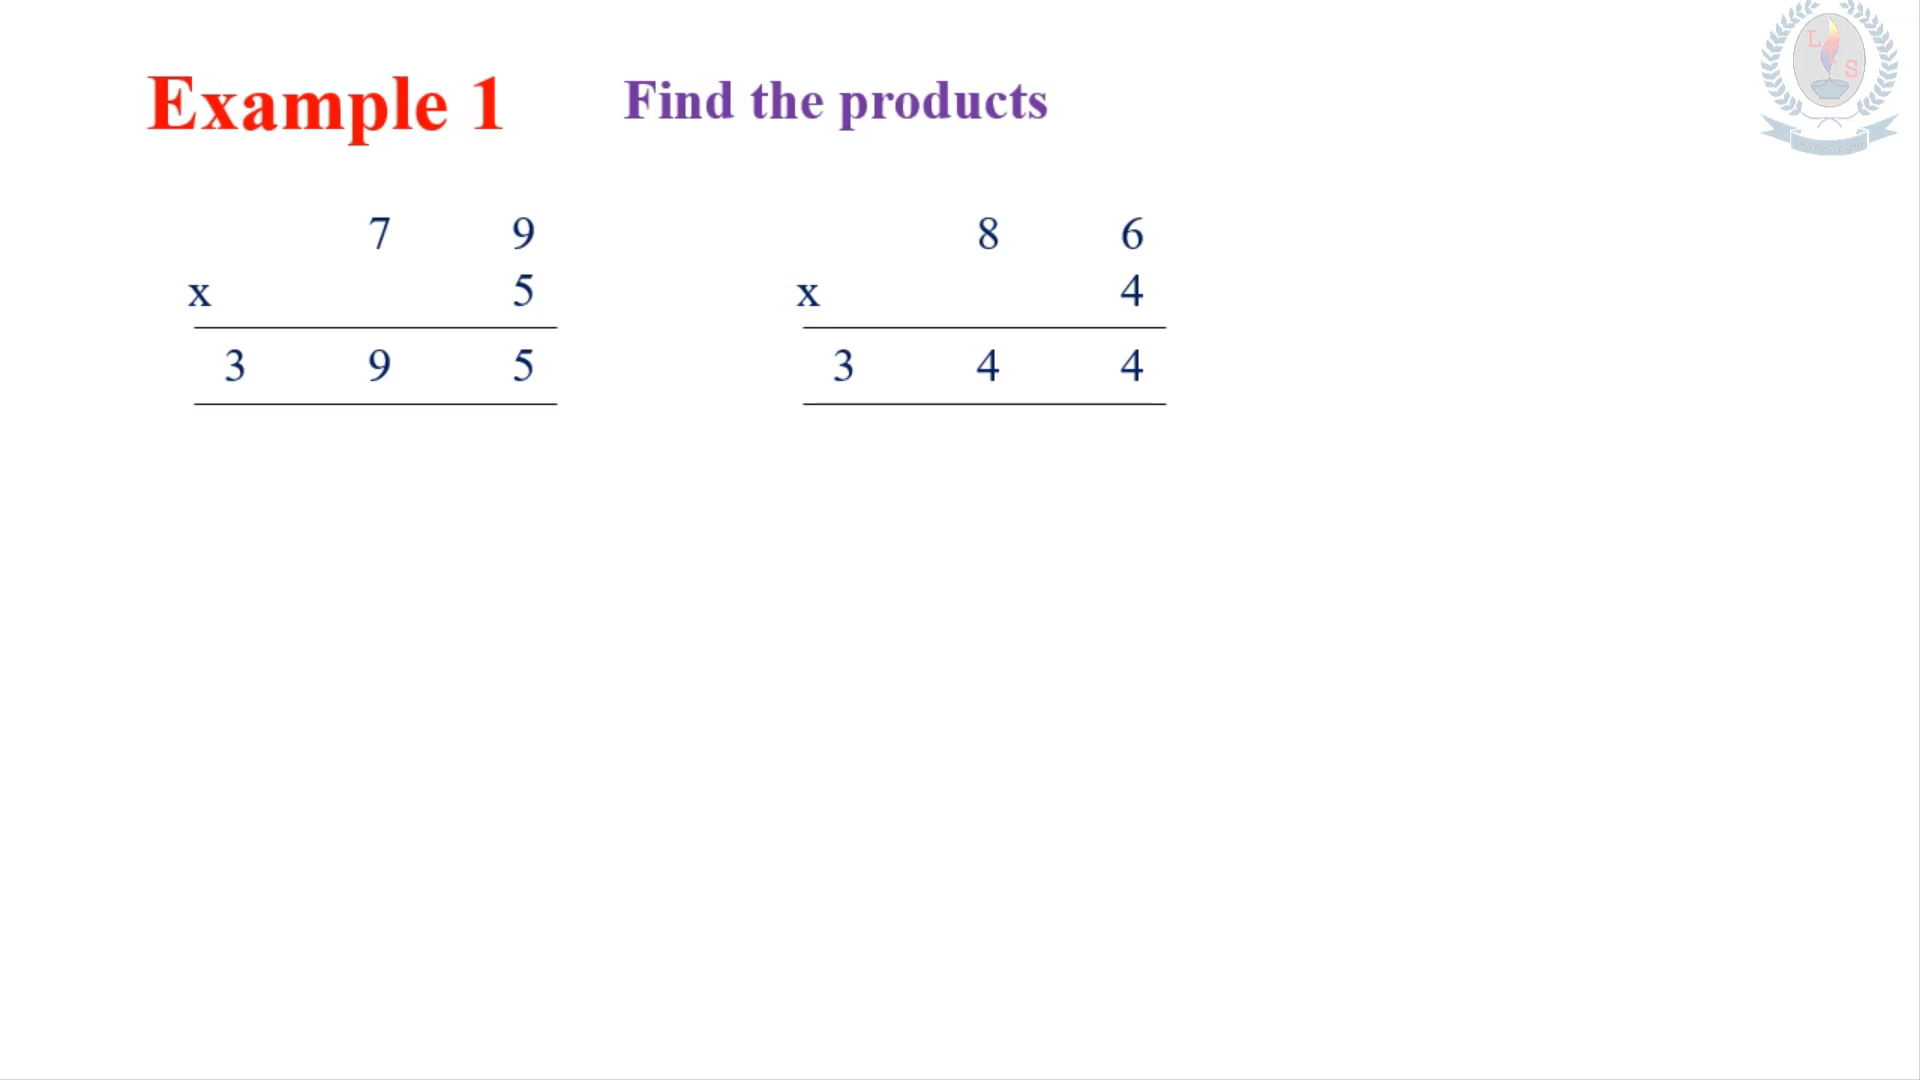 Example 1 Find the products
7 9 8 6
x 5 x 4
3 9 5 3 4 4
L
S